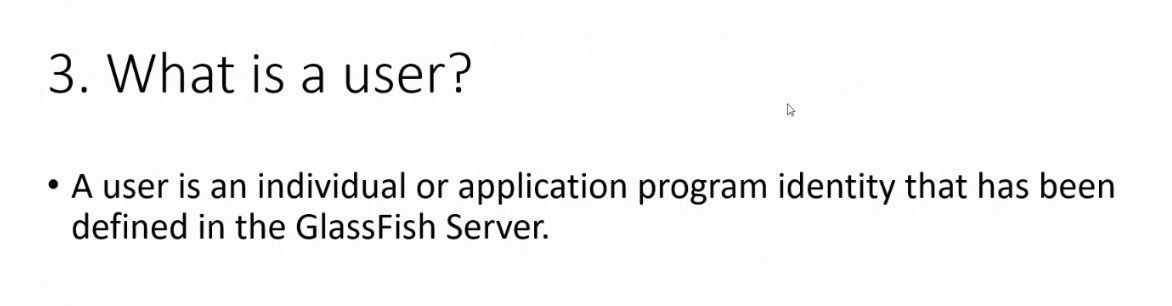 3. What is a user?
• A user is an individual or application program identity that has been
defined in the GlassFish Server.